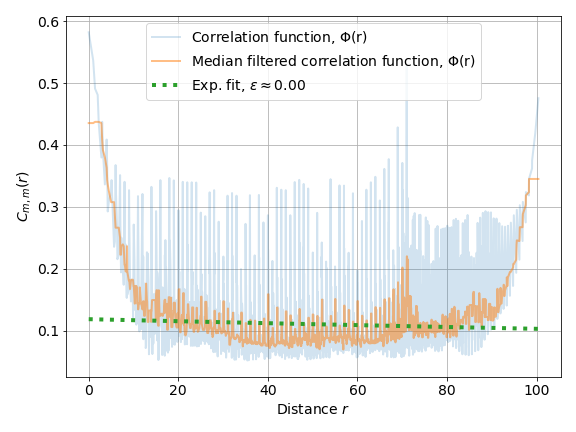 Correlation function, Φ(r)
Median filtered correlation function, Φ(r)
Exp. fit, ε ≈ 0.00
C_{m,m}(r)
0.6
0.5
0.4
0.3
0.2
0.1
0 20 40 60 80 100
Distance r